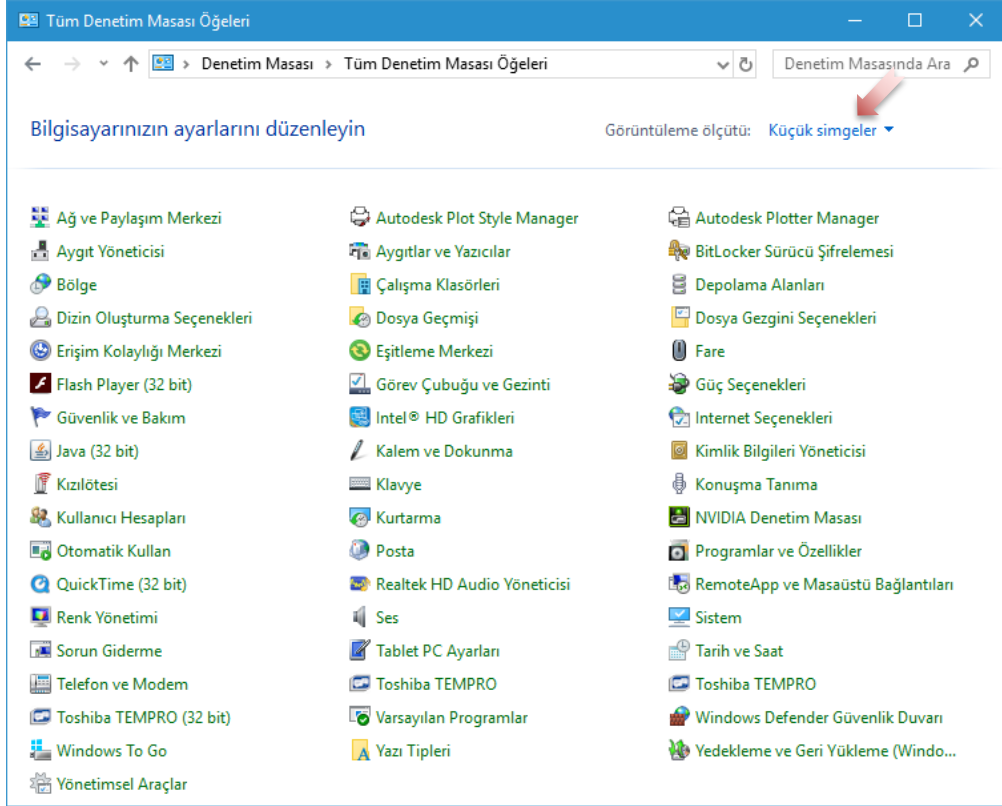 Tüm Denetim Masası Öğeleri
Denetim Masası › Tüm Denetim Masası Öğeleri
Denetim Masasında Ara
Bilgisayarınızın ayarlarını düzenleyin
Görüntüleme ölçütü: Küçük simgeler
Ağ ve Paylaşım Merkezi Autodesk Plot Style Manager Autodesk Plotter Manager
Aygıt Yöneticisi Aygıtlar ve Yazıcılar BitLocker Sürücü Şifrelemesi
Bölge Çalışma Klasörleri Depolama Alanları
Dizin Oluşturma Seçenekleri Dosya Geçmişi Dosya Gezgini Seçenekleri
Erişim Kolaylığı Merkezi Eşitleme Merkezi Fare
Flash Player (32 bit) Görev Çubuğu ve Gezinti Güç Seçenekleri
Güvenlik ve Bakım Intel® HD Grafikleri Internet Seçenekleri
Java (32 bit) Kalem ve Dokunma Kimlik Bilgileri Yöneticisi
Kızılötesi Klavye Konuşma Tanıma
Kullanıcı Hesapları Kurtarma NVIDIA Denetim Masası
Otomatik Kullan Posta Programlar ve Özellikler
QuickTime (32 bit) Realtek HD Audio Yöneticisi RemoteApp ve Masaüstü Bağlantıları
Renk Yönetimi Ses Sistem
Sorun Giderme Tablet PC Ayarları Tarih ve Saat
Telefon ve Modem Toshiba TEMPRO Toshiba TEMPRO
Toshiba TEMPRO (32 bit) Varsayılan Programlar Windows Defender Güvenlik Duvarı
Windows To Go Yazı Tipleri Yedekleme ve Geri Yükleme (Windo...
Yönetimsel Araçlar